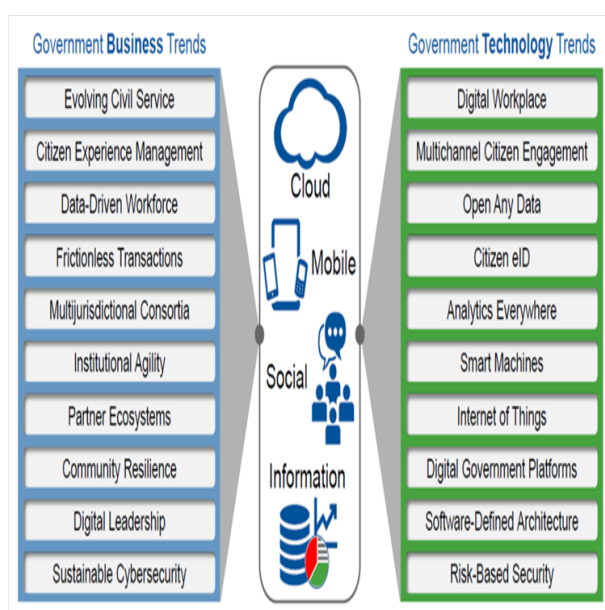 Government Business Trends
Evolving Civil Service
Citizen Experience Management
Data-Driven Workforce
Frictionless Transactions
Multijurisdictional Consortia
Institutional Agility
Partner Ecosystems
Community Resilience
Digital Leadership
Sustainable Cybersecurity
Cloud
Mobile
Social
Information
Government Technology Trends
Digital Workplace
Multichannel Citizen Engagement
Open Any Data
Citizen eID
Analytics Everywhere
Smart Machines
Internet of Things
Digital Government Platforms
Software-Defined Architecture
Risk-Based Security